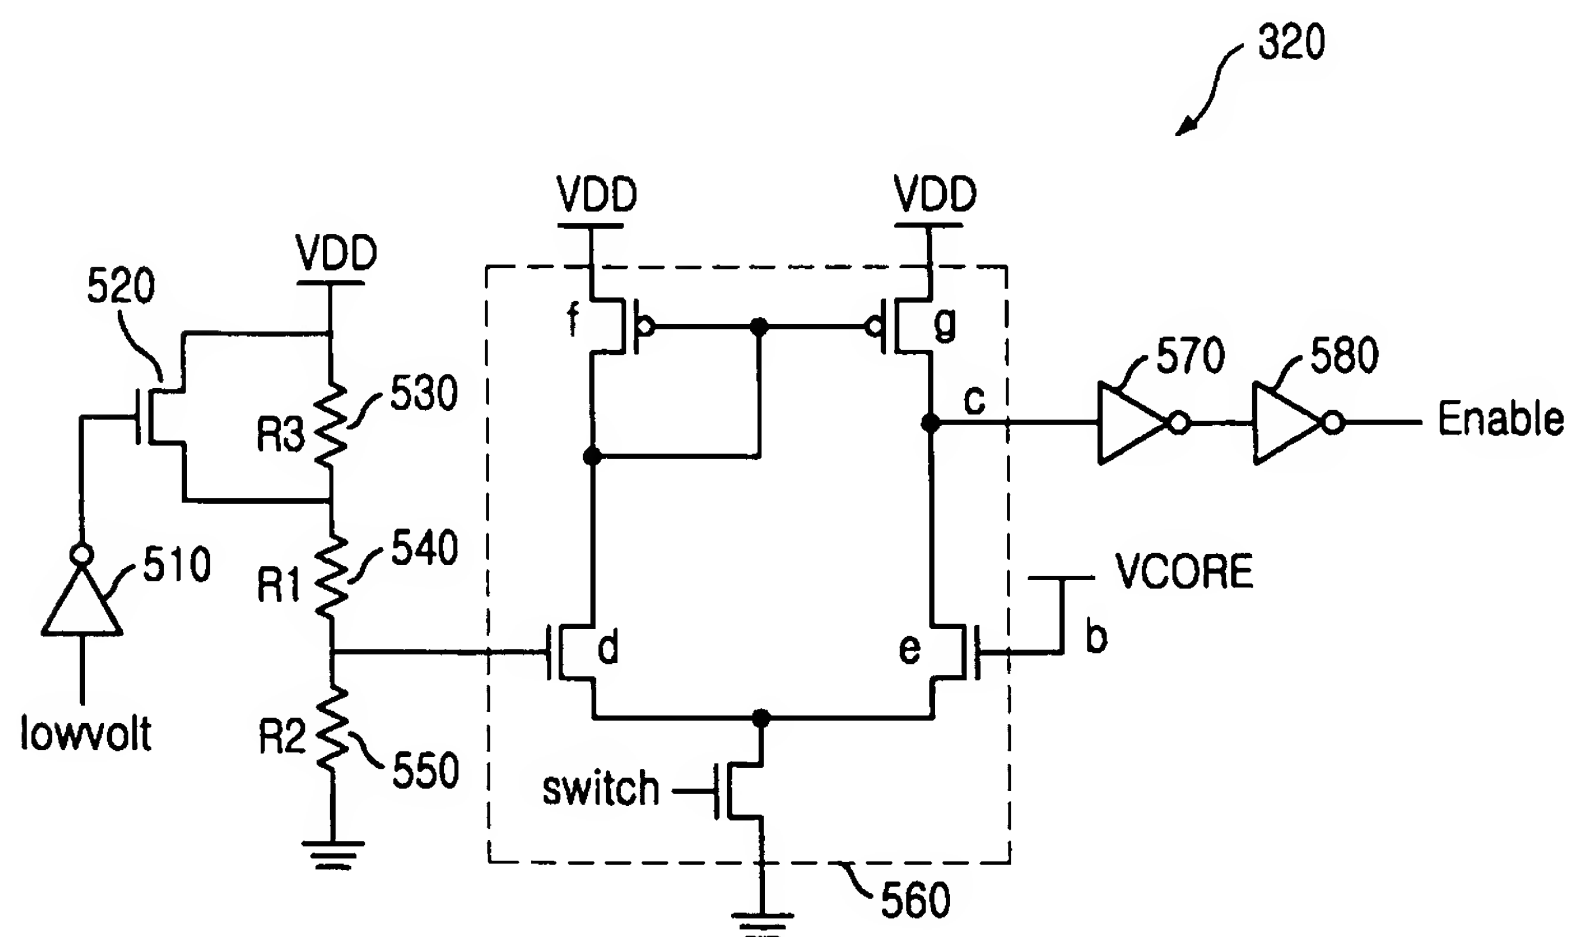 320
VDD
VDD
VDD
520
f
g
570
580
530
R3
c
Enable
540
510
R1
VCORE
d
e
b
lowvolt
R2
550
switch
560